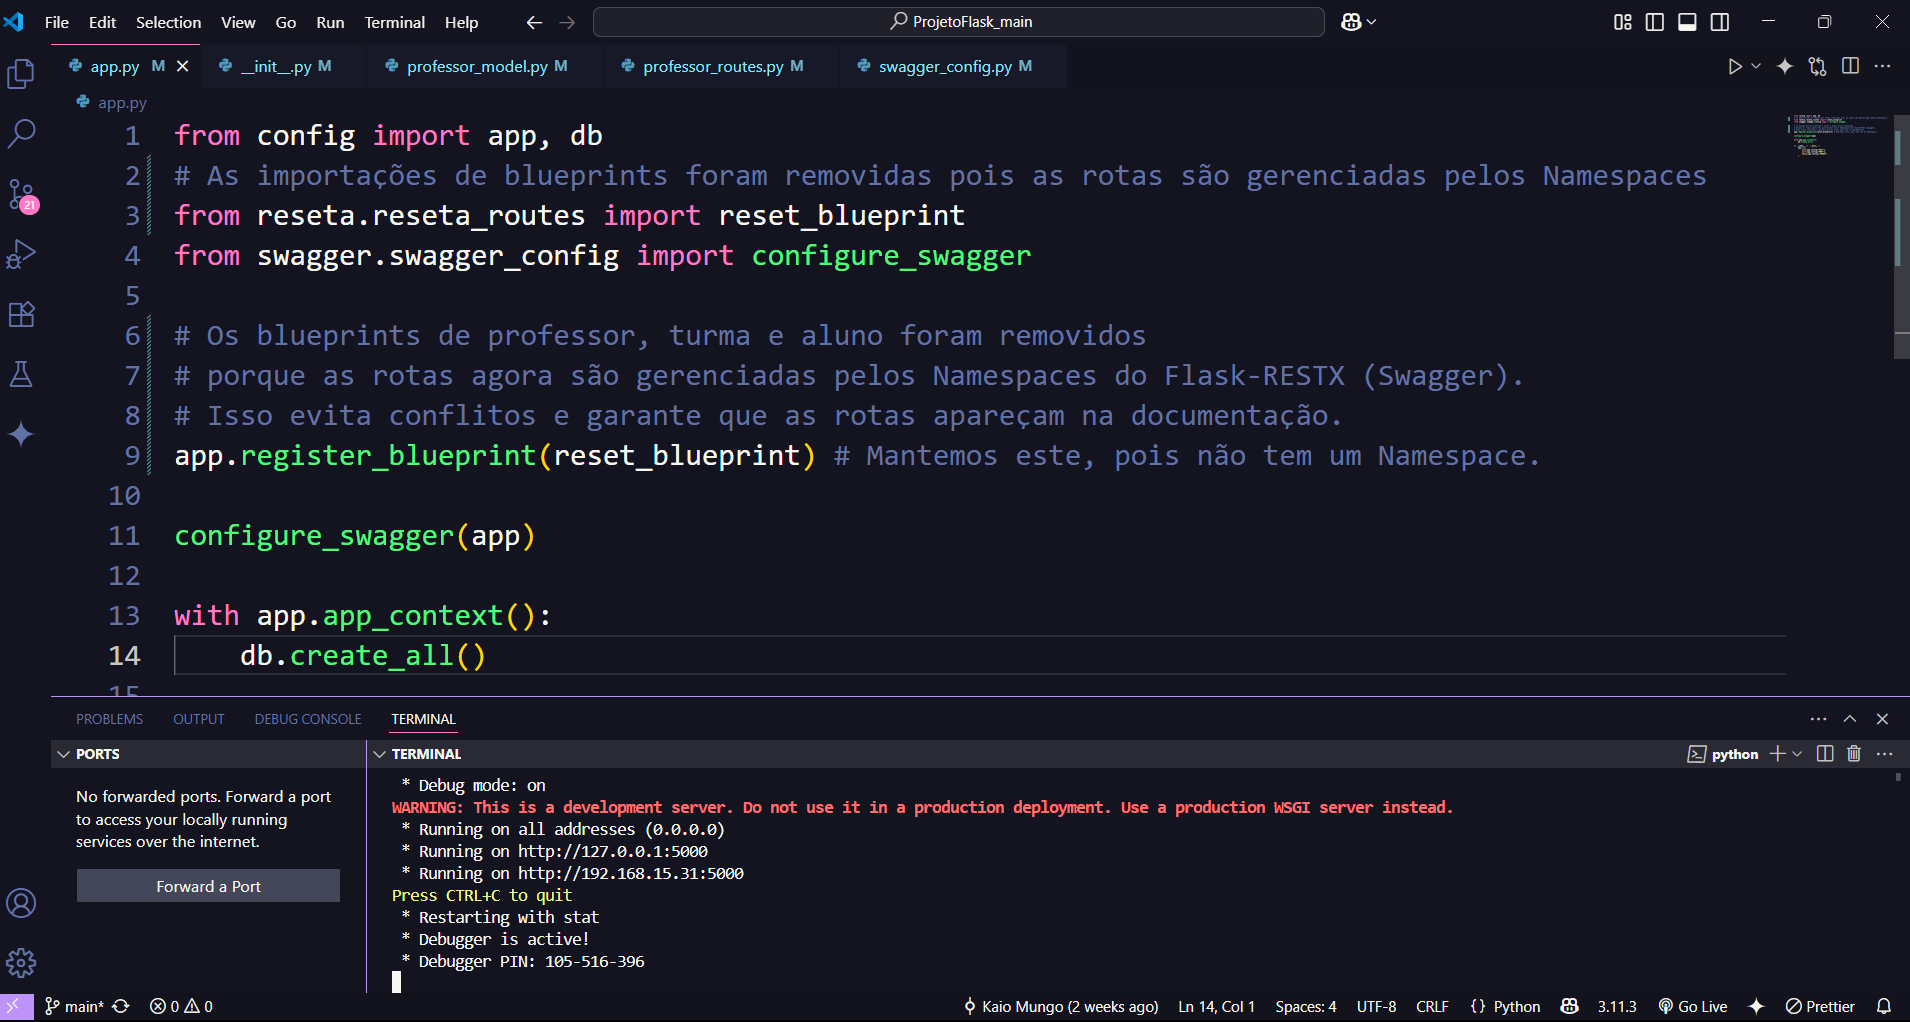 File Edit Selection View Go Run Terminal Help ProjetoFlask_main
app.py M __init__.py M professor_model.py M professor_routes.py M swagger_config.py M
app.py
1 from config import app, db
2 # As importações de blueprints foram removidas pois as rotas são gerenciadas pelos Namespaces
3 from reseta.reseta_routes import reset_blueprint
4 from swagger.swagger_config import configure_swagger
5
6 # Os blueprints de professor, turma e aluno foram removidos
7 # porque as rotas agora são gerenciadas pelos Namespaces do Flask-RESTX (Swagger).
8 # Isso evita conflitos e garante que as rotas apareçam na documentação.
9 app.register_blueprint(reset_blueprint) # Mantemos este, pois não tem um Namespace.
10
11 configure_swagger(app)
12
13 with app.app_context():
14 db.create_all()
15
21
PROBLEMS OUTPUT DEBUG CONSOLE TERMINAL
PORTS
No forwarded ports. Forward a port
to access your locally running
services over the internet.
Forward a Port
TERMINAL python
* Debug mode: on
WARNING: This is a development server. Do not use it in a production deployment. Use a production WSGI server instead.
* Running on all addresses (0.0.0.0)
* Running on http://127.0.0.1:5000
* Running on http://192.168.15.31:5000
Press CTRL+C to quit
* Restarting with stat
* Debugger is active!
* Debugger PIN: 105-516-396
main* 0 0 Kaio Mungo (2 weeks ago) Ln 14, Col 1 Spaces: 4 UTF-8 CRLF {} Python 3.11.3 Go Live Prettier